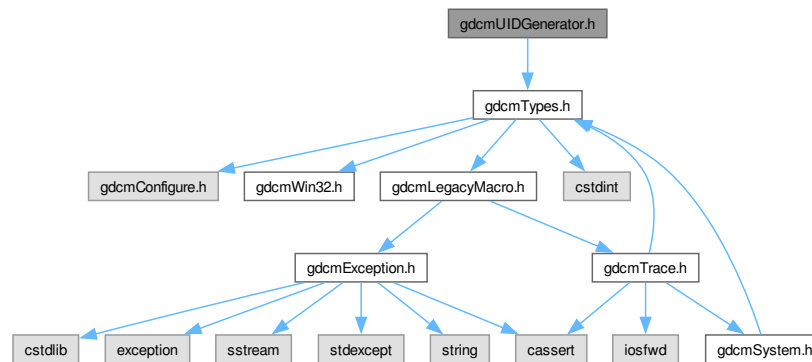 gdcmUIDGenerator.h
gdcmTypes.h
gdcmConfigure.h
gdcmWin32.h
gdcmLegacyMacro.h
cstdint
gdcmException.h
gdcmTrace.h
cstdlib
exception
sstream
stdexcept
string
cassert
iosfwd
gdcmSystem.h